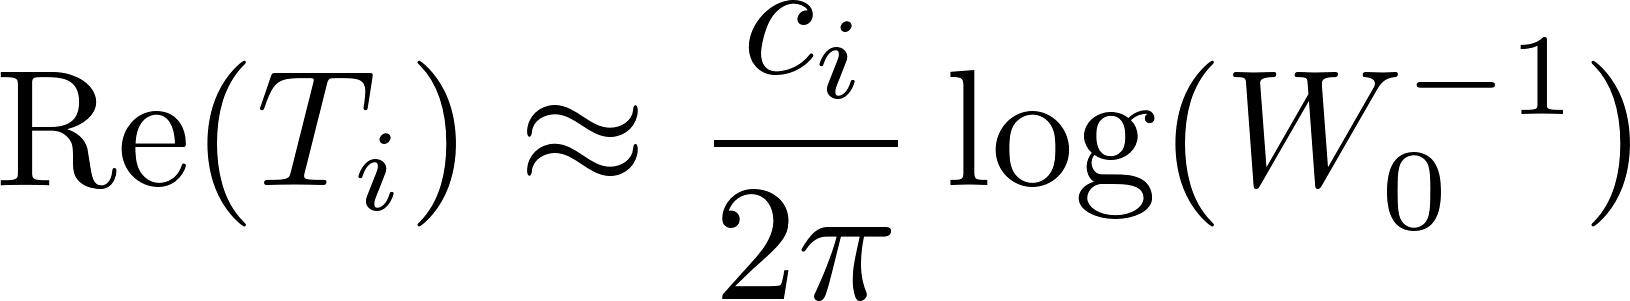 Re(T_i) ≈ \frac{c_i}{2π} log(W_0^{-1})